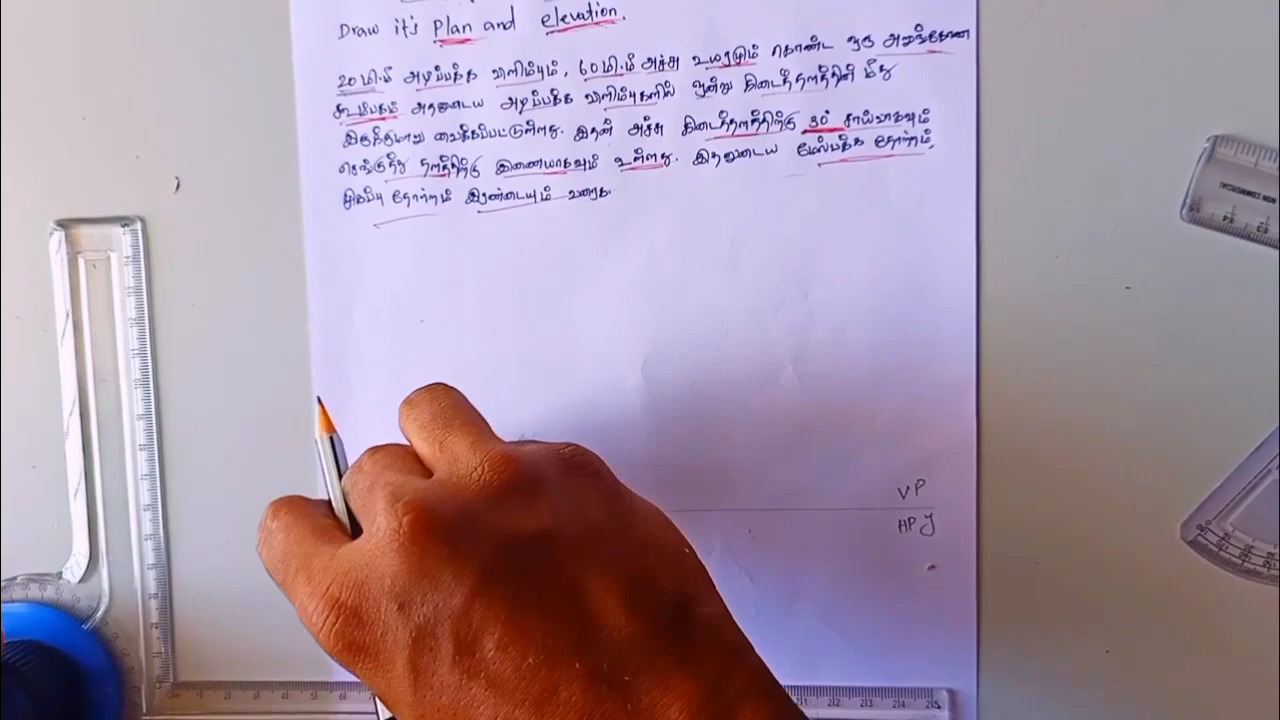 Draw it's Plan and elevation.
20 மி.மீ அடிப்பக்க விளிம்பும், 60 மி.மீ அச்சு உயரமும் கொண்ட ஒரு அறுங்கோண
கூம்பகம் அதனுடைய அடிப்பக்க விளிம்புகளில் ஒன்று கிடைத்தளத்தின் மீது
இருக்குமாறு வைக்கப்பட்டுள்ளது. இதன் அச்சு கிடைத்தளத்திற்கு 30° சாய்வாகவும்
செங்குத்து தளத்திற்கு இணையாகவும் உள்ளது. இதனுடைய மேல்பக்க தோற்றம்,
தோற்றம் இரண்டையும் வரைக.
VP
HP Y
NON COMMERCIAL